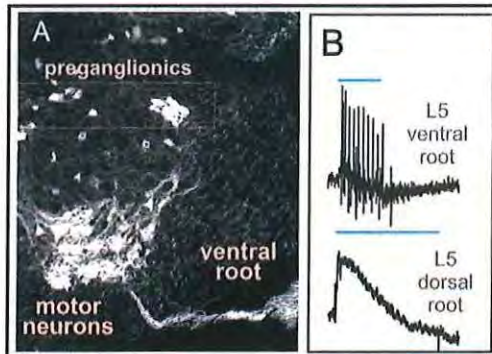 A
preganglionics
ventral
root
motor
neurons
B
L5
ventral
root
L5
dorsal
root